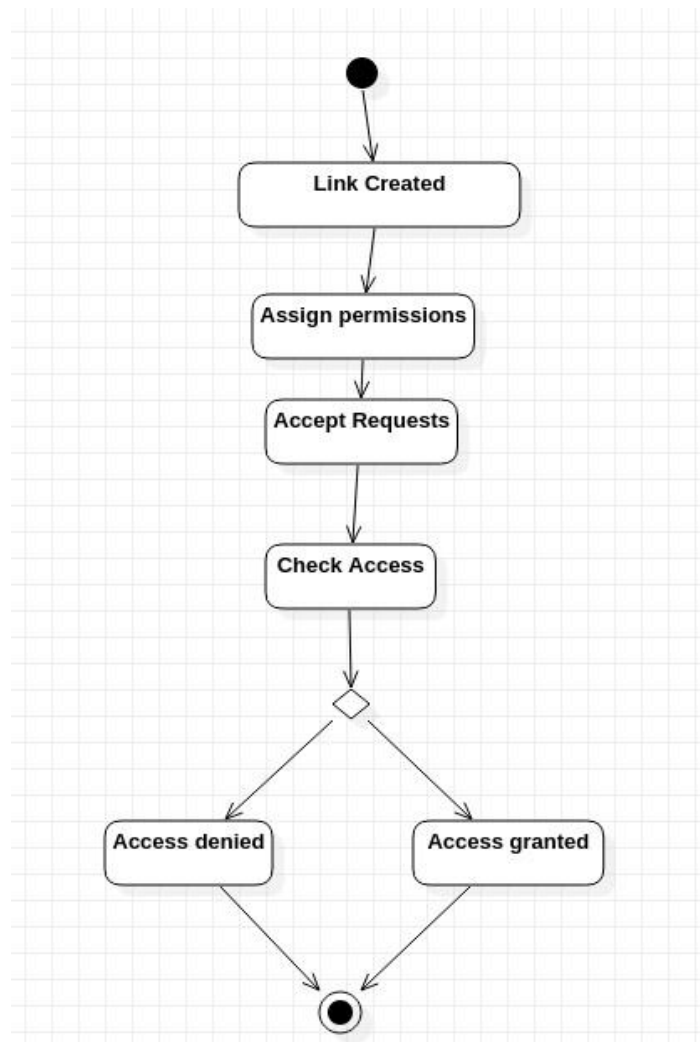 Link Created
Assign permissions
Accept Requests
Check Access
Access denied
Access granted